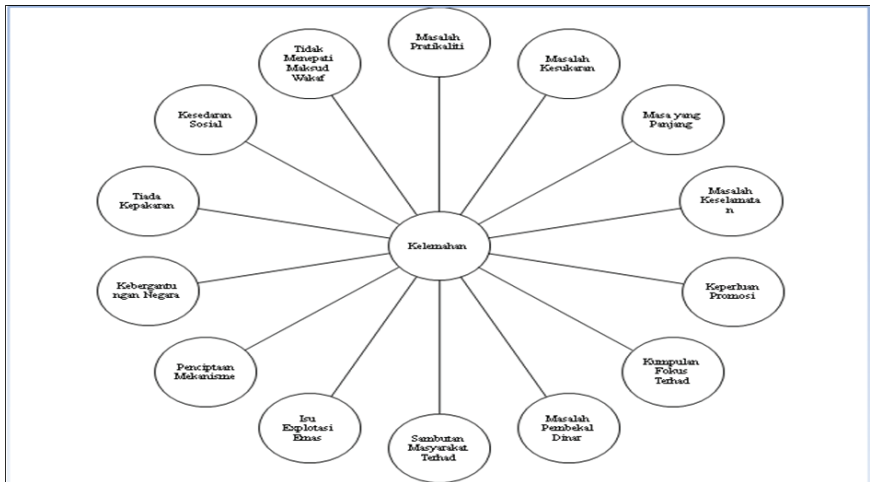 Masalah
Pratikaliti
Masalah
Kesukaran
Masa yang
Panjang
Masalah
Keselamata
n
Keperluan
Promosi
Kumpulan
Fokus
Terhad
Masalah
Pembekal
Dinar
Sambutan
Masyarakat
Terhad
Isu
Explotasi
Emas
Penciptaan
Mekanisme
Kebergantu
ngan Negara
Tiada
Kepakaran
Kesedaran
Sosial
Tidak
Menepati
Maksud
Wakaf
Kelemahan